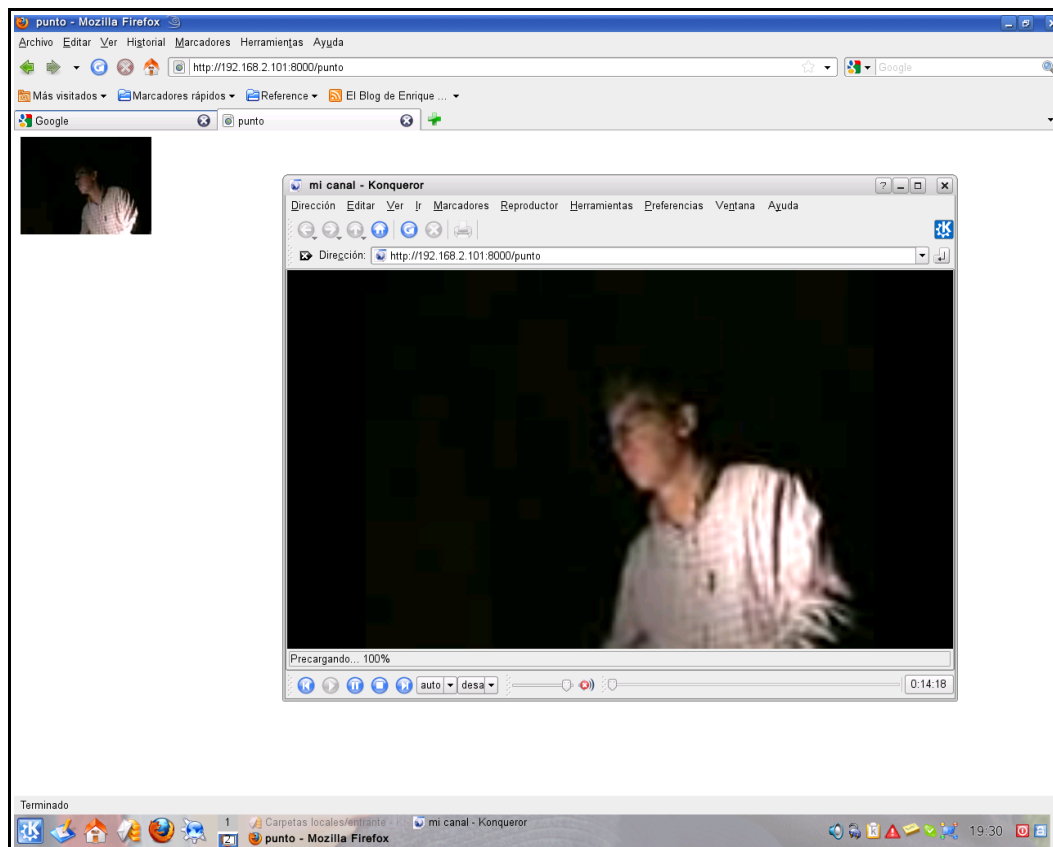 punto - Mozilla Firefox
Archivo Editar Ver Historial Marcadores Herramientas Ayuda
http://192.168.2.101:8000/punto Google
Más visitados Marcadores rápidos Reference El Blog de Enrique ...
Google punto
mi canal - Konqueror
Dirección Editar Ver Ir Marcadores Reproductor Herramientas Preferencias Ventana Ayuda
Dirección: http://192.168.2.101:8000/punto
Precargando... 100%
auto desa 0:14:18
Terminado
1 Carpetas locales/entrante - K mi canal - Konqueror
2 punto - Mozilla Firefox 19:30